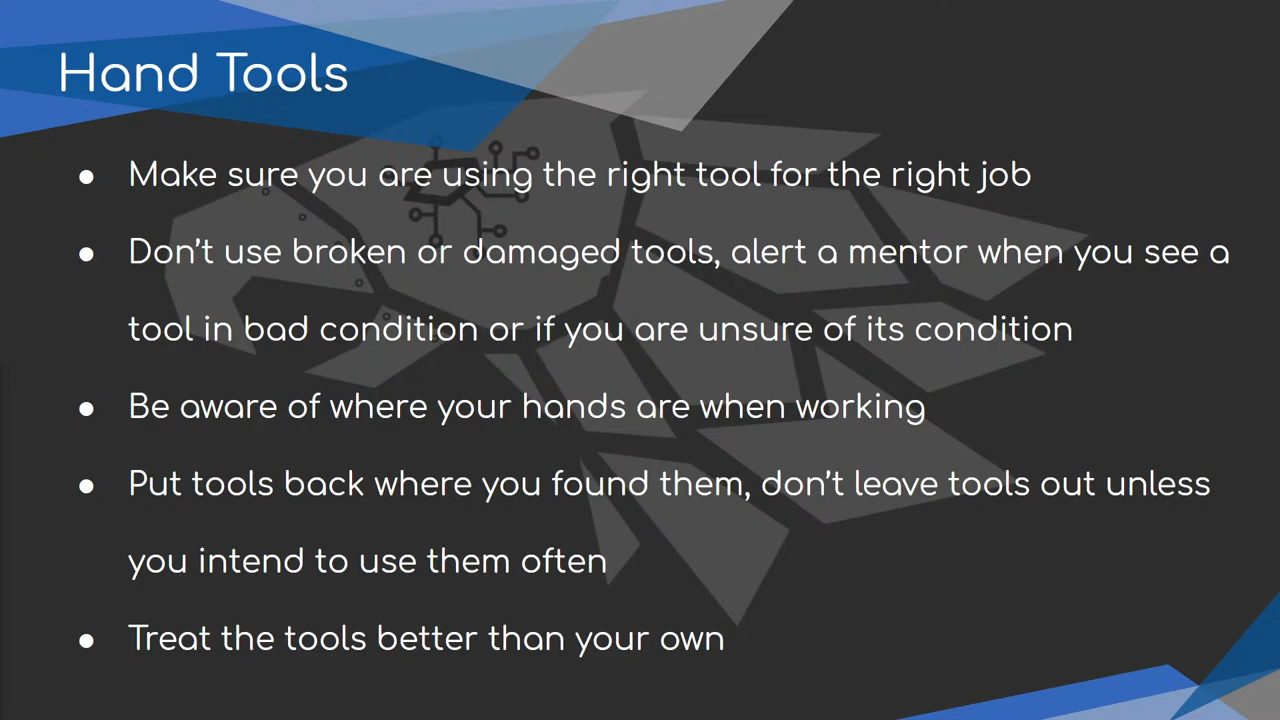 Hand Tools
● Make sure you are using the right tool for the right job
● Don’t use broken or damaged tools, alert a mentor when you see a
tool in bad condition or if you are unsure of its condition
● Be aware of where your hands are when working
● Put tools back where you found them, don’t leave tools out unless
you intend to use them often
● Treat the tools better than your own